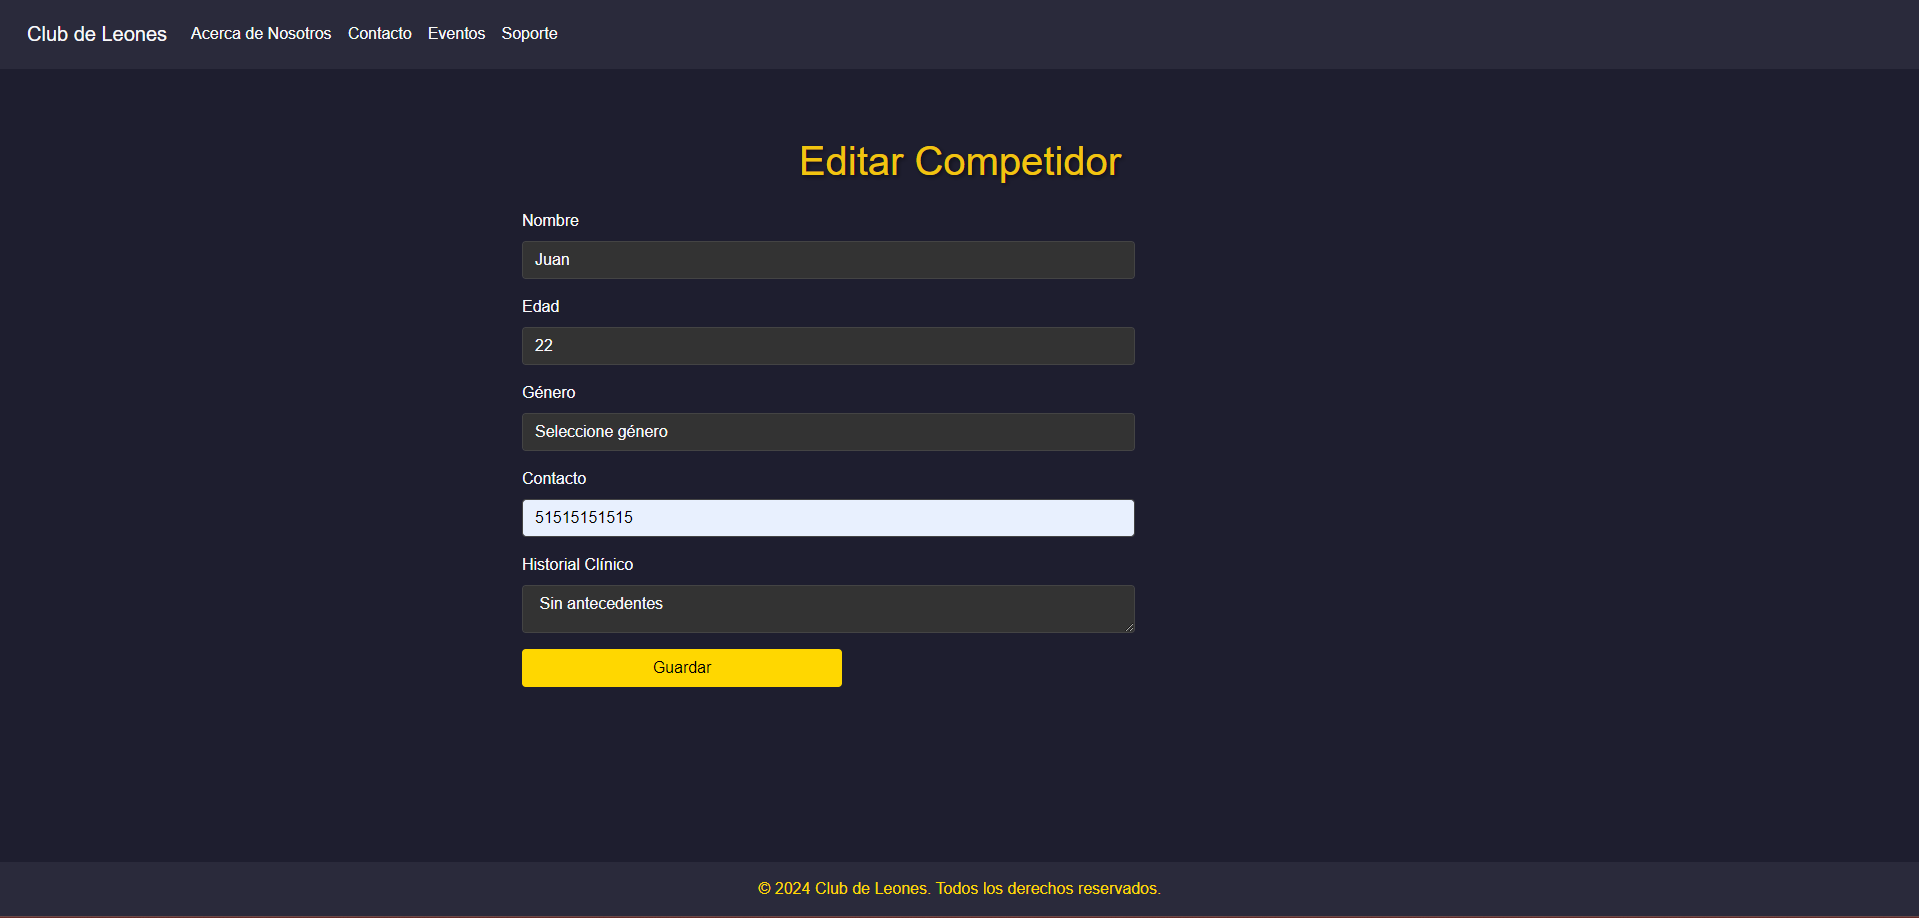 Club de Leones Acerca de Nosotros Contacto Eventos Soporte
Editar Competidor
Nombre
Juan
Edad
22
Género
Seleccione género
Contacto
51515151515
Historial Clínico
Sin antecedentes
Guardar
© 2024 Club de Leones. Todos los derechos reservados.